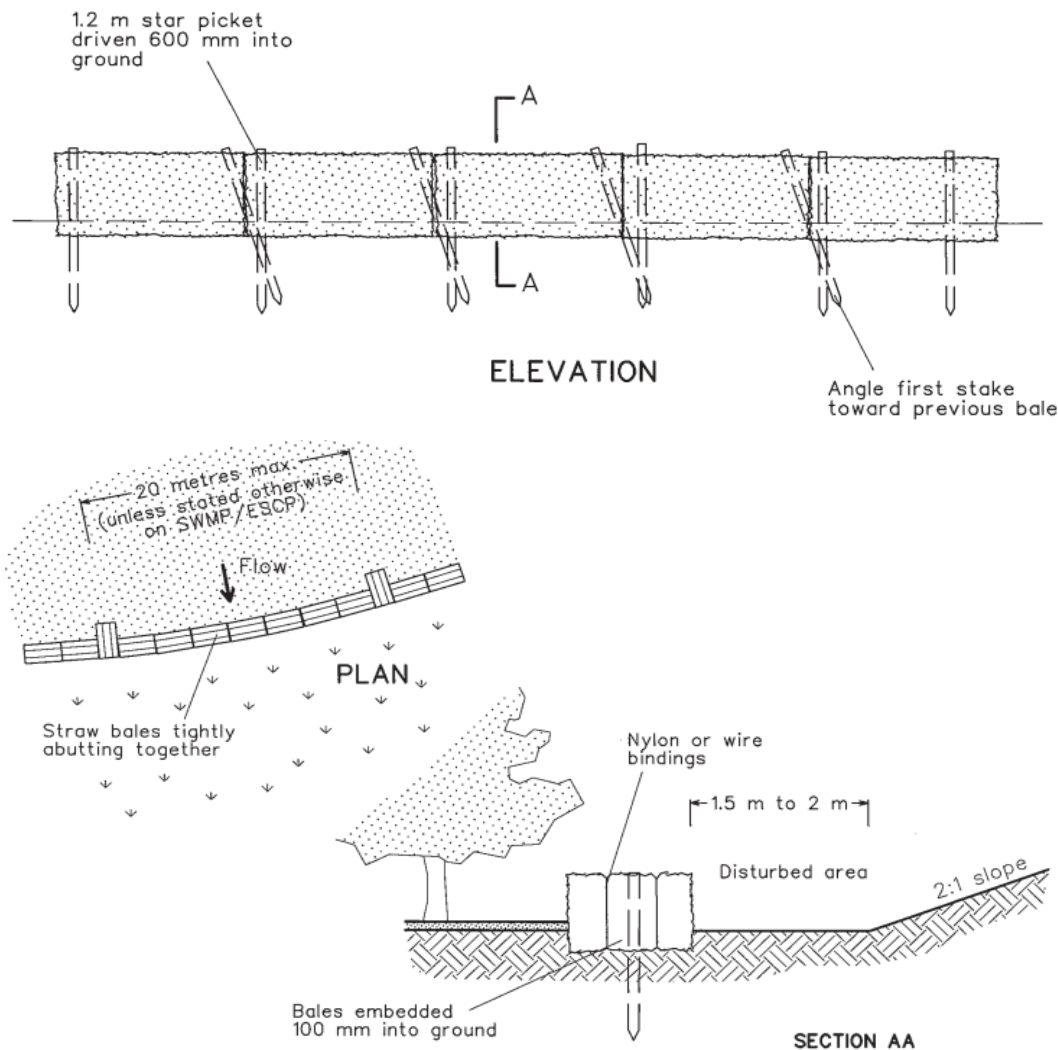 1.2 m star picket
driven 600 mm into
ground
A
A
ELEVATION
Angle first stake
toward previous bale
20 metres max.
(unless stated otherwise
on SWMP/ESCP)
Flow
PLAN
Straw bales tightly
abutting together
Nylon or wire
bindings
1.5 m to 2 m
Disturbed area
2:1 slope
Bales embedded
100 mm into ground
SECTION AA